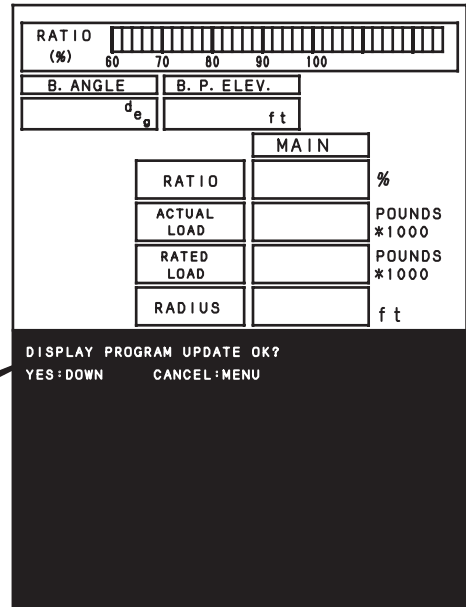 RATIO
(%)
60 70 80 90 100
B. ANGLE B. P. ELEV.
deg ft
MAIN
RATIO %
ACTUAL LOAD POUNDS *1000
RATED LOAD POUNDS *1000
RADIUS ft
DISPLAY PROGRAM UPDATE OK?
YES:DOWN CANCEL:MENU